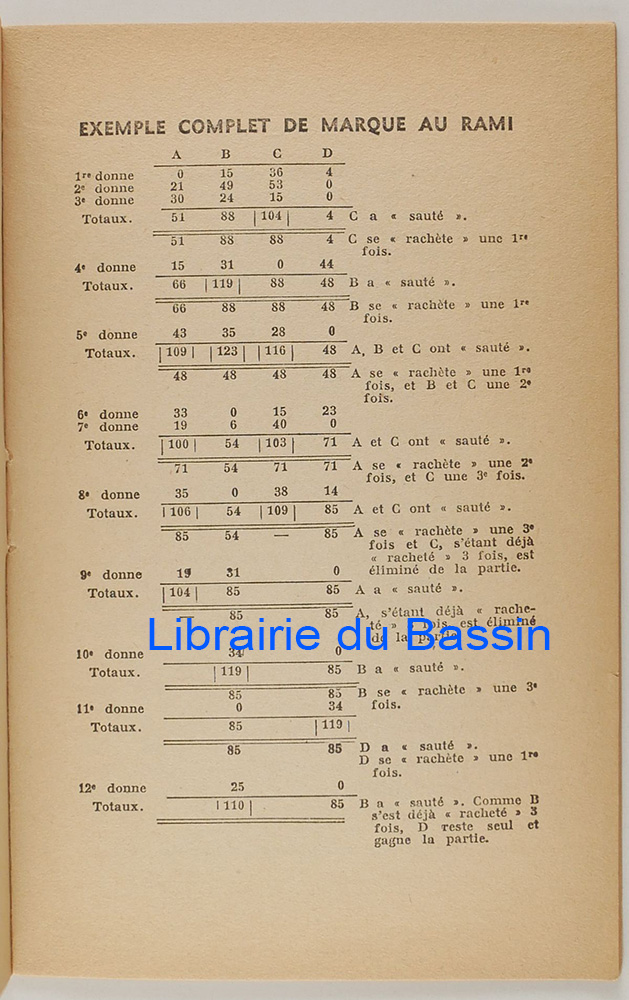 EXEMPLE COMPLET DE MARQUE AU RAMI
A B C D
1re donne 0 15 36 4
2e donne 21 49 53 0
3e donne 30 24 15 0
Totaux. 51 88 |104| 4 C a « sauté ».
51 88 88 4 C se « rachète » une 1re
fois.
4e donne 15 31 0 44
Totaux. 66 |119| 88 48 B a « sauté ».
66 88 88 48 B se « rachète » une 1re
fois.
5e donne 43 35 28 0
Totaux. |109| |123| |116| 48 A, B et C ont « sauté ».
48 48 48 48 A se « rachète » une 1re
fois, et B et C une 2e
fois.
6e donne 33 0 15 23
7e donne 19 6 40 0
Totaux. |100| 54 |103| 71 A et C ont « sauté ».
71 54 71 71 A se « rachète » une 2e
fois, et C une 3e fois.
8e donne 35 0 38 14
Totaux. |106| 54 |109| 85 A et C ont « sauté ».
85 54 — 85 A se « rachète » une 3e
fois et C, s'étant déjà
« racheté » 3 fois, est
éliminé de la partie.
9e donne 19 31 0
Totaux. |104| 85 85 A a « sauté ».
— 85 85 A, s'étant déjà « rache-
té » fois, est éliminé
de la partie.
Librairie du Bassin
10e donne 34 0
Totaux. |119| 85 B a « sauté ».
85 85 B se « rachète » une 3e
fois.
11e donne 0 34
Totaux. 85 |119|
85 85 D a « sauté ».
D se « rachète » une 1re
fois.
12e donne 25 0
Totaux. |110| 85 B a « sauté ». Comme B
s'est déjà « racheté » 3
fois, D reste seul et
gagne la partie.